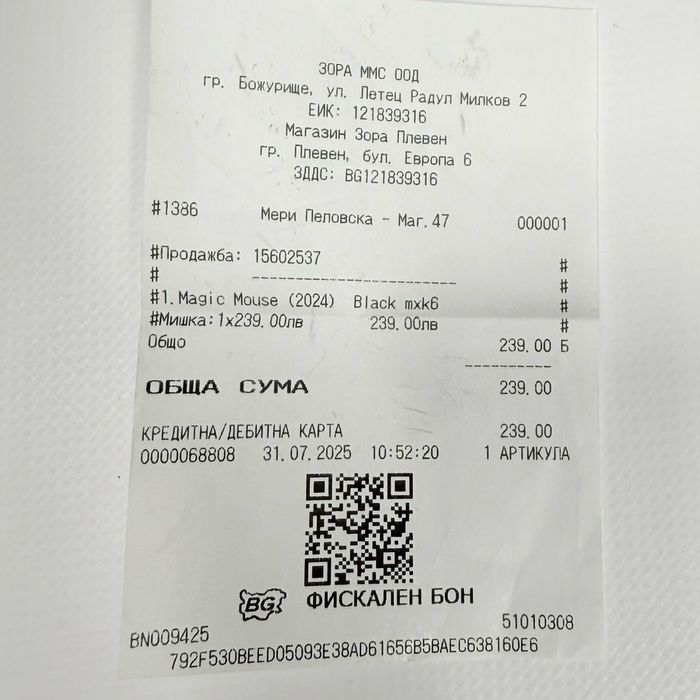 ЗОРА ММС ООД
гр. Божурище, ул. Летец Радул Милков 2
ЕИК: 121839316
Магазин Зора Плевен
гр. Плевен, бул. Европа 6
ЗДДС: BG121839316
#1386 Мери Пеловска - Маг. 47 000001
#Продажба: 15602537 #
# ------------------------ #
#1. Magic Mouse (2024) Black mxk6 #
#Мишка: 1x239.00лв 239.00лв #
Общо 239.00 Б
----------
ОБЩА СУМА 239.00
КРЕДИТНА/ДЕБИТНА КАРТА 239.00
0000068808 31.07.2025 10:52:20 1 АРТИКУЛА
BG ФИСКАЛЕН БОН
BN009425 51010308
792F530BEED05093E38AD61656B5BAEC638160E6